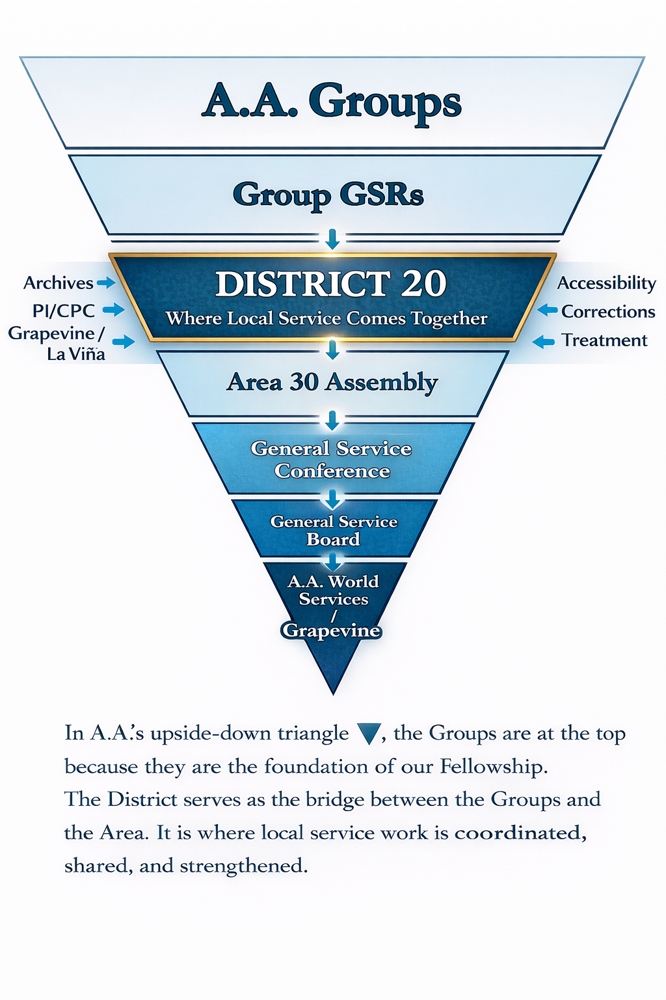 A.A. Groups
Group GSRs
DISTRICT 20
Where Local Service Comes Together
Archives
PI/CPC
Grapevine /
La Viña
Accessibility
Corrections
Treatment
Area 30 Assembly
General Service
Conference
General Service
Board
A.A. World
Services
/
Grapevine
In A.A.'s upside-down triangle ▼, the Groups are at the top
because they are the foundation of our Fellowship.
The District serves as the bridge between the Groups and
the Area. It is where local service work is coordinated,
shared, and strengthened.